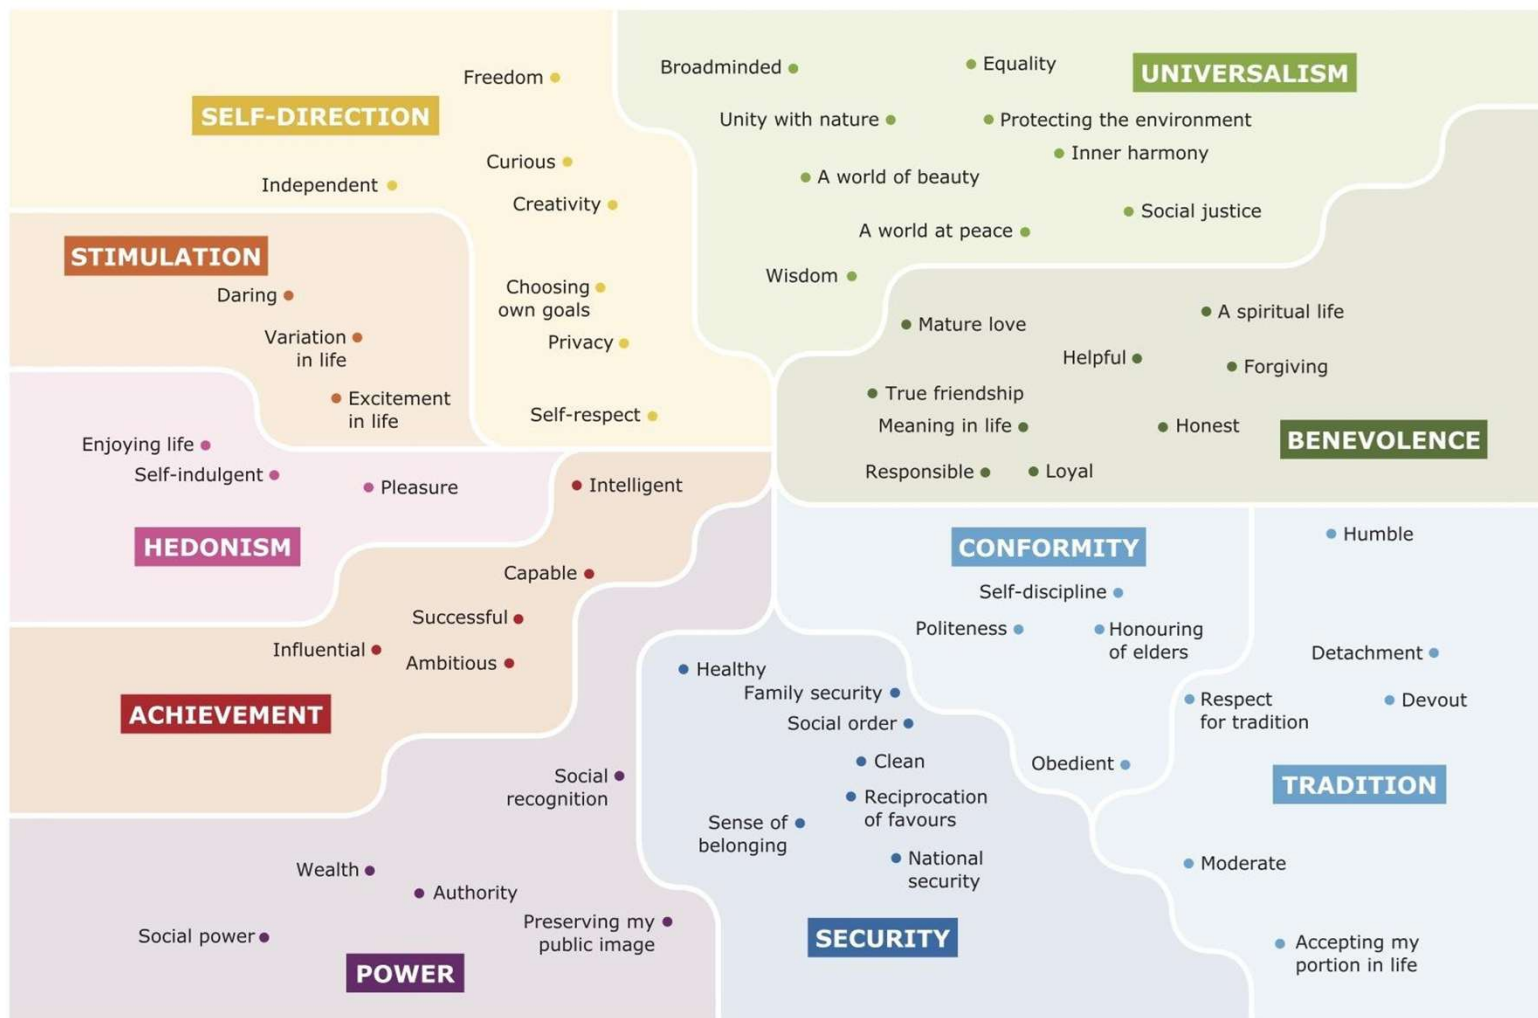 SELF-DIRECTION
Freedom
Curious
Independent
Creativity
Choosing
own goals
Privacy
Self-respect
UNIVERSALISM
Broadminded
Equality
Unity with nature
Protecting the environment
Inner harmony
A world of beauty
Social justice
A world at peace
Wisdom
STIMULATION
Daring
Variation
in life
Excitement
in life
BENEVOLENCE
Mature love
A spiritual life
Helpful
Forgiving
True friendship
Meaning in life
Honest
Responsible
Loyal
HEDONISM
Enjoying life
Self-indulgent
Pleasure
ACHIEVEMENT
Intelligent
Capable
Successful
Influential
Ambitious
CONFORMITY
Self-discipline
Politeness
Honouring
of elders
Obedient
TRADITION
Humble
Detachment
Respect
for tradition
Devout
Moderate
Accepting my
portion in life
SECURITY
Healthy
Family security
Social order
Clean
Reciprocation
of favours
Sense of
belonging
National
security
POWER
Social
recognition
Wealth
Authority
Preserving my
public image
Social power